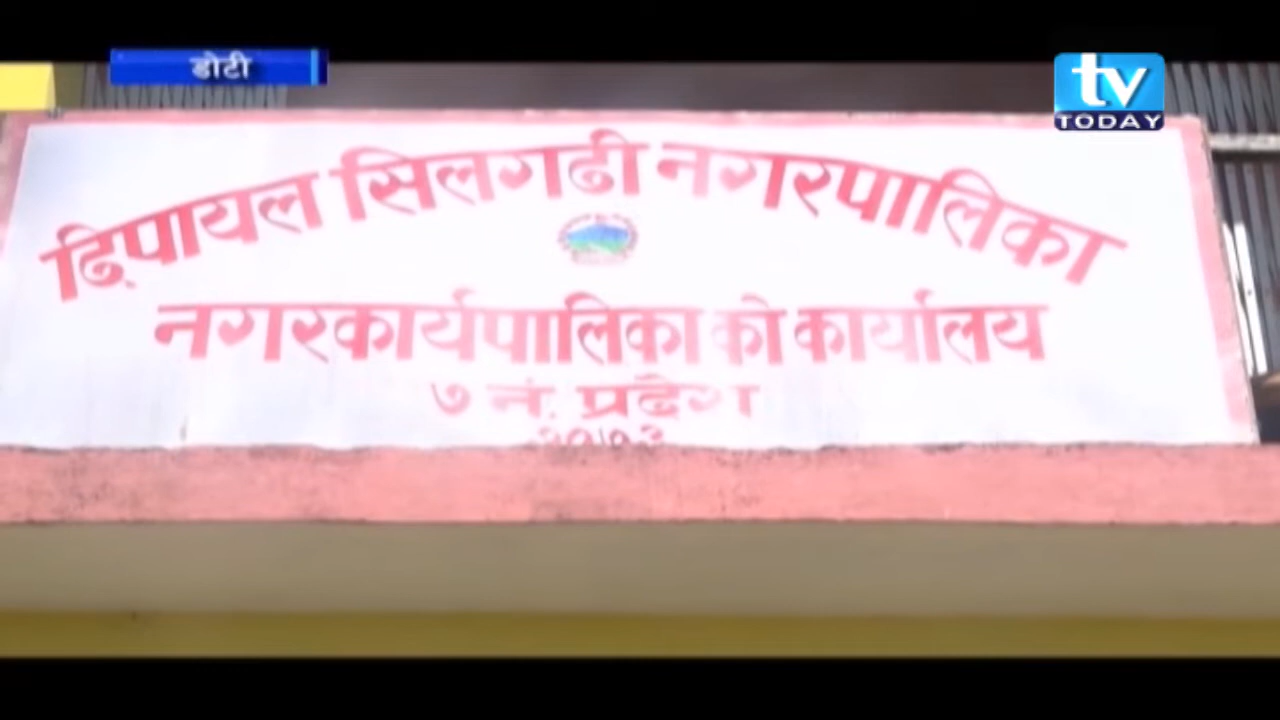 डोटी
tv
TODAY
दिपायल सिलगढी नगरपालिका
नगरकार्यपालिका को कार्यालय
७ नं. प्रदेश